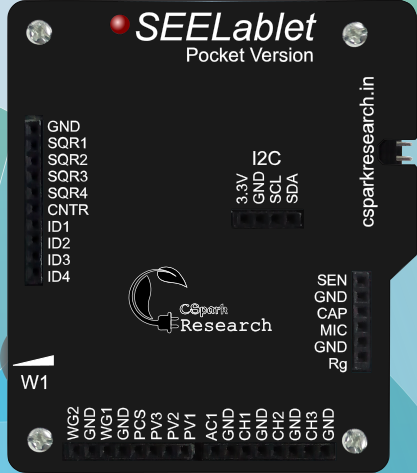 SEELablet
Pocket Version
csparkresearch.in
GND
SQR1
SQR2
SQR3
SQR4
CNTR
ID1
ID2
ID3
ID4
I2C
3.3V
GND
SCL
SDA
SEN
GND
CAP
MIC
GND
Rg
CSpark
Research
W1
WG2
GND
WG1
GND
PCS
PV3
PV2
PV1
AC1
GND
CH1
GND
CH2
GND
CH3
GND